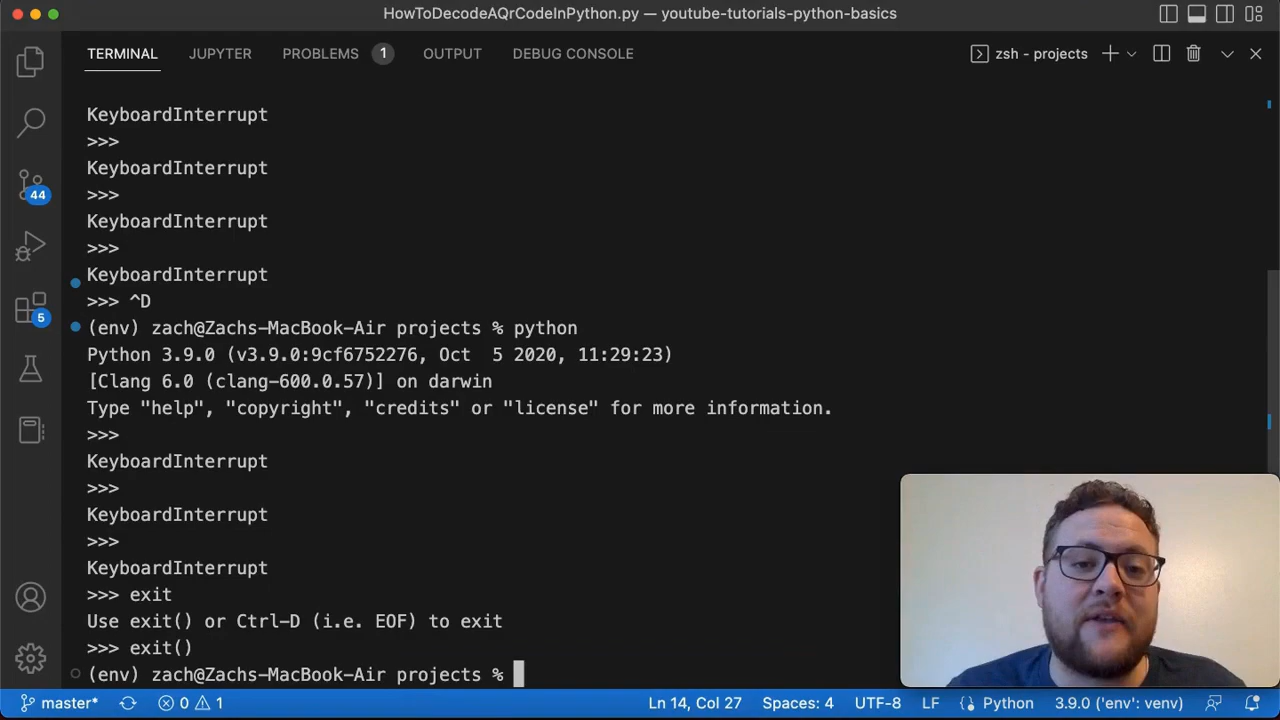 HowToDecodeAQrCodeInPython.py — youtube-tutorials-python-basics
TERMINAL JUPYTER PROBLEMS 1 OUTPUT DEBUG CONSOLE zsh - projects
KeyboardInterrupt
>>>
KeyboardInterrupt
>>>
KeyboardInterrupt
>>>
KeyboardInterrupt
>>> ^D
(env) zach@Zachs-MacBook-Air projects % python
Python 3.9.0 (v3.9.0:9cf6752276, Oct  5 2020, 11:29:23)
[Clang 6.0 (clang-600.0.57)] on darwin
Type "help", "copyright", "credits" or "license" for more information.
>>>
KeyboardInterrupt
>>>
KeyboardInterrupt
>>>
KeyboardInterrupt
>>> exit
Use exit() or Ctrl-D (i.e. EOF) to exit
>>> exit()
(env) zach@Zachs-MacBook-Air projects %
44
5
master* 0 1 Ln 14, Col 27 Spaces: 4 UTF-8 LF Python 3.9.0 ('env': venv)